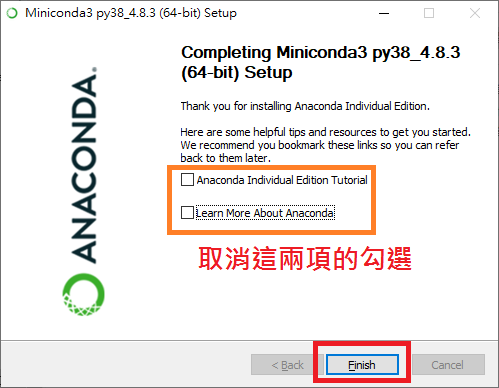 Miniconda3 py38_4.8.3 (64-bit) Setup
ANACONDA.
Completing Miniconda3 py38_4.8.3
(64-bit) Setup
Thank you for installing Anaconda Individual Edition.
Here are some helpful tips and resources to get you started.
We recommend you bookmark these links so you can refer
back to them later.
Anaconda Individual Edition Tutorial
Learn More About Anaconda
取消這兩項的勾選
< Back
Finish
Cancel